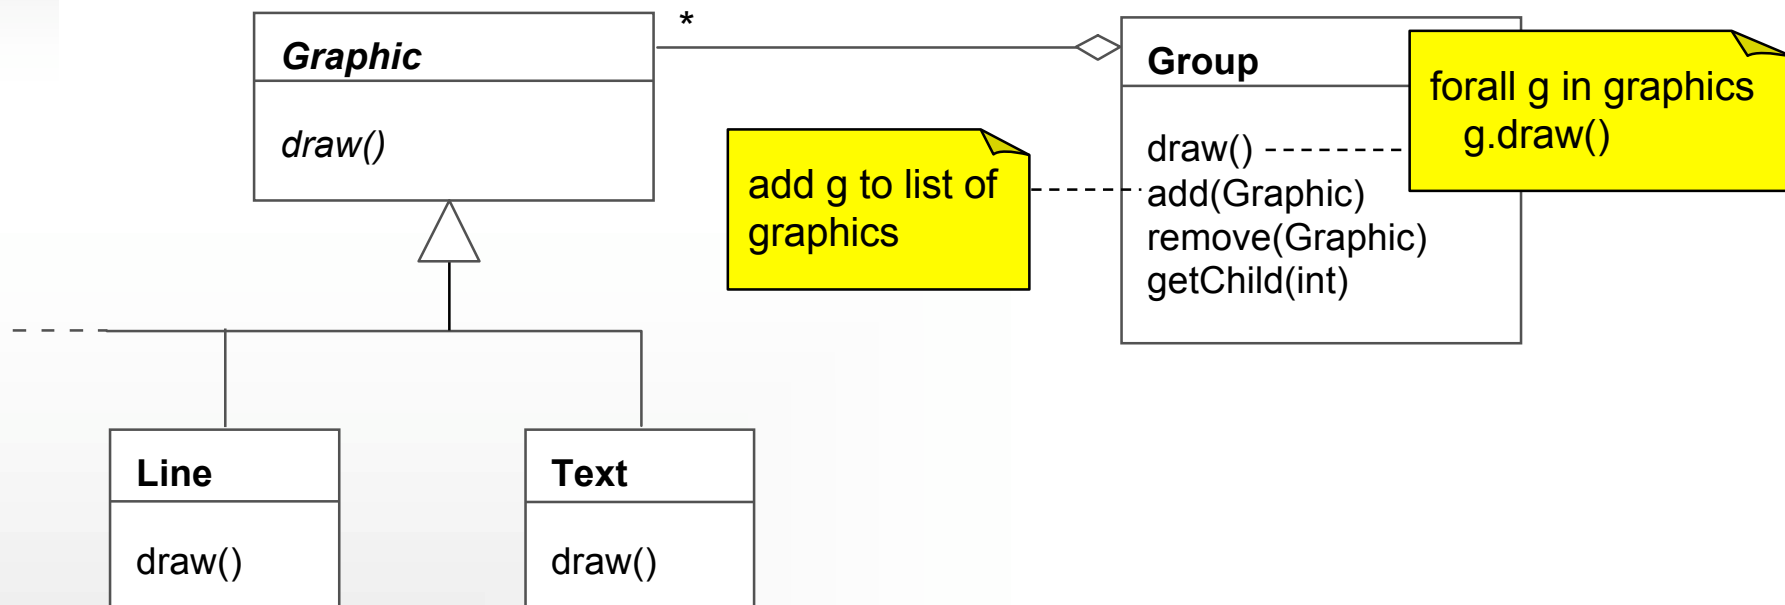 *
Graphic
draw()
Group
draw()
add(Graphic)
remove(Graphic)
getChild(int)
forall g in graphics
g.draw()
add g to list of
graphics
Line
draw()
Text
draw()